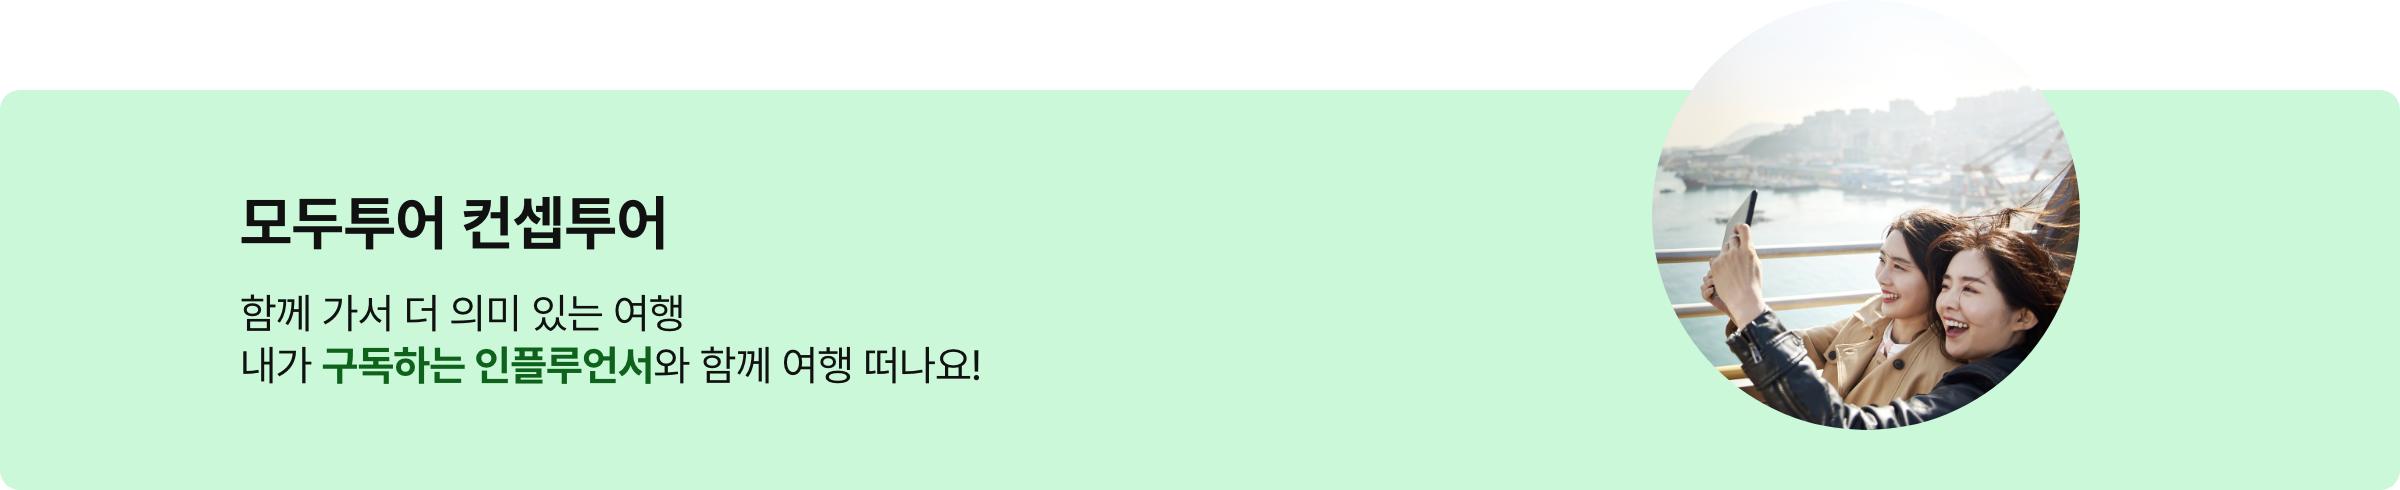 모두투어 컨셉투어
함께 가서 더 의미 있는 여행
내가 구독하는 인플루언서와 함께 여행 떠나요!